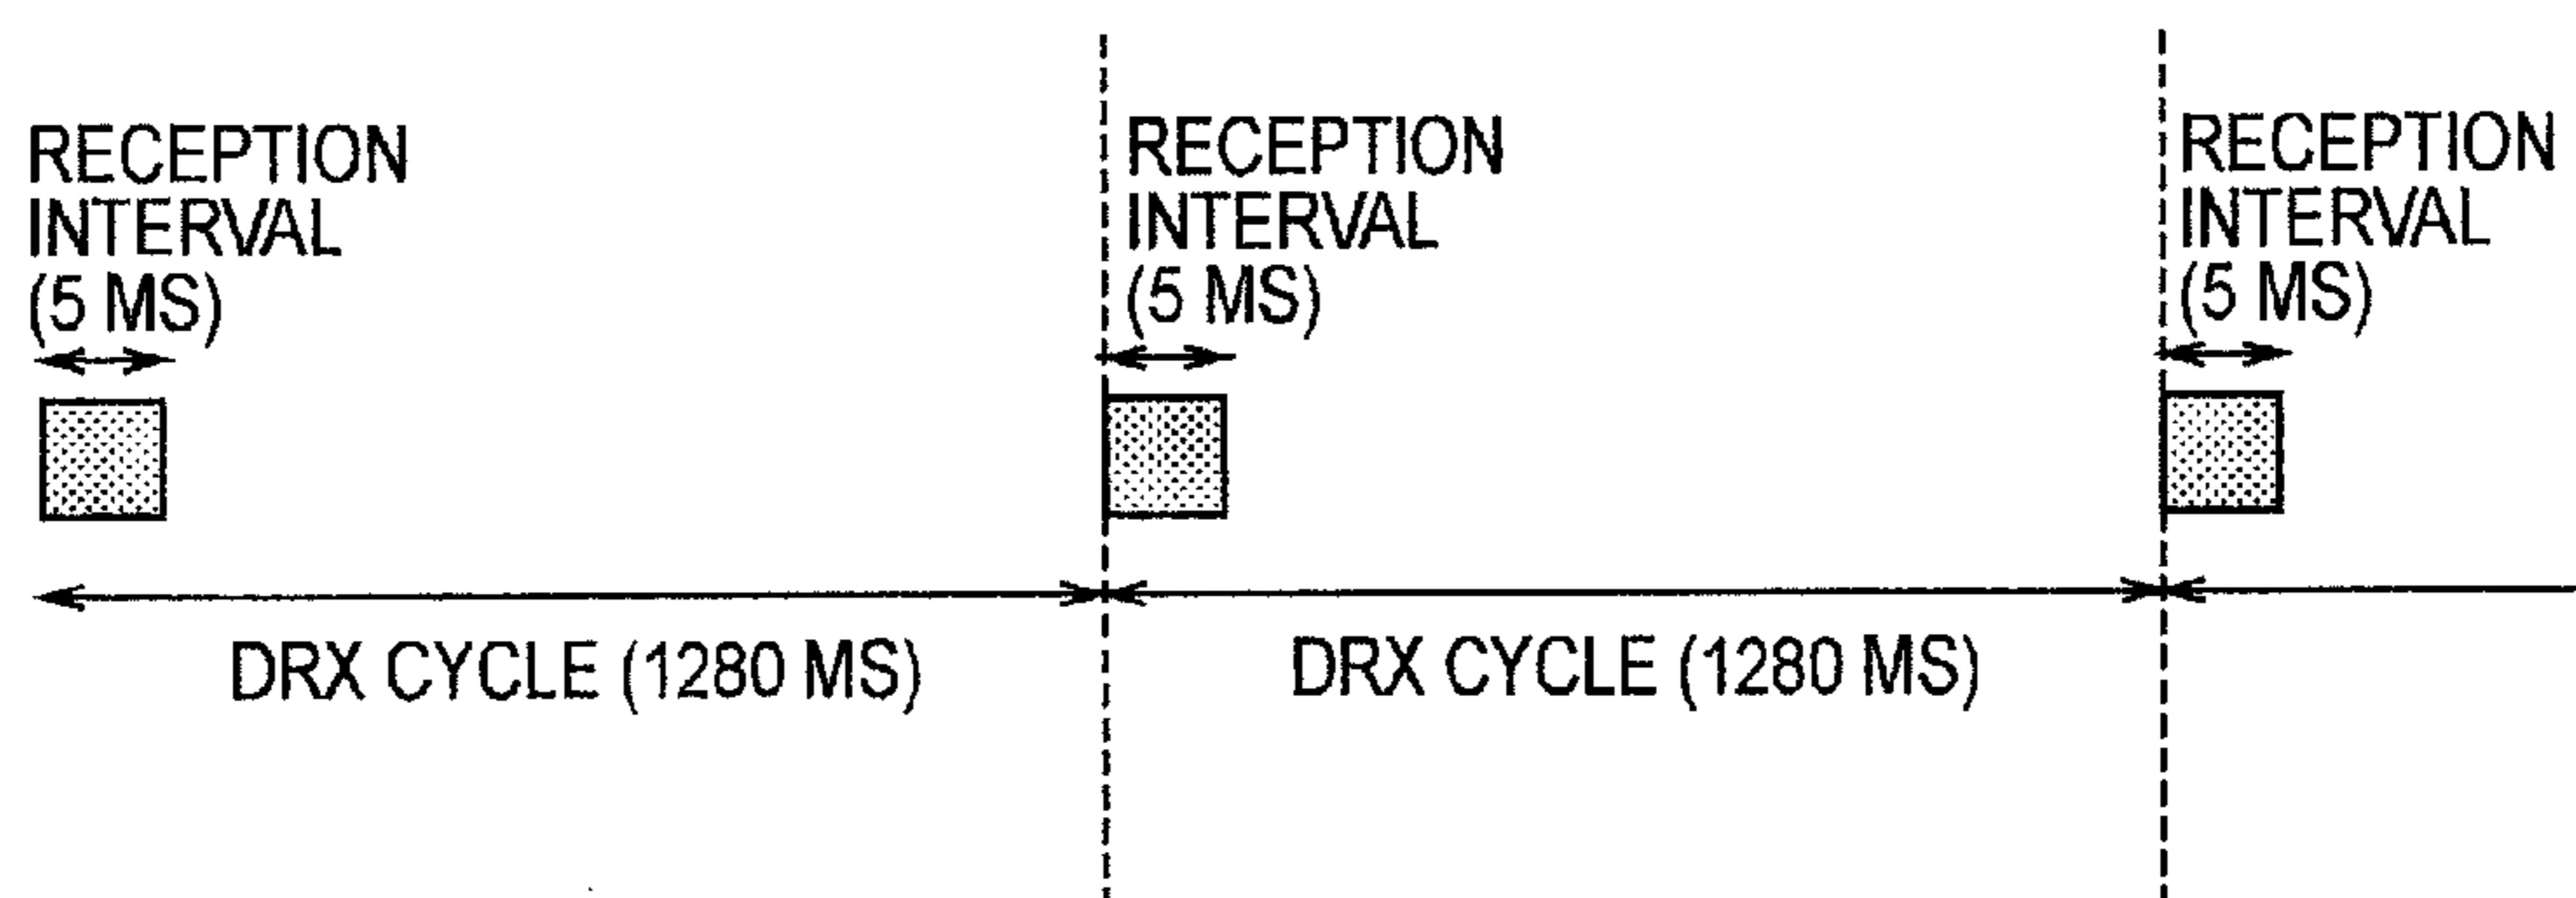 RECEPTION
INTERVAL
(5 MS)
RECEPTION
INTERVAL
(5 MS)
RECEPTION
INTERVAL
(5 MS)
DRX CYCLE (1280 MS)
DRX CYCLE (1280 MS)